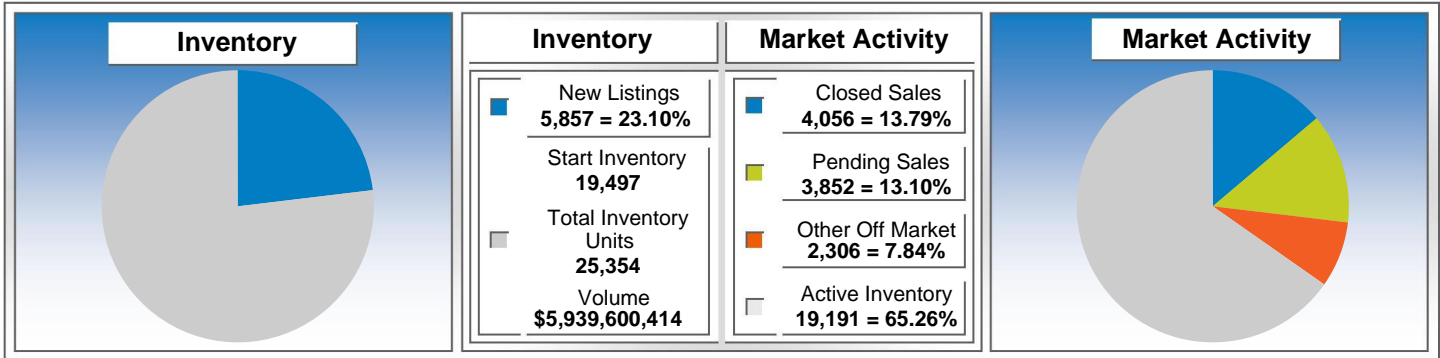 Inventory
Inventory
New Listings
5,857 = 23.10%
Start Inventory
19,497
Total Inventory
Units
25,354
Volume
$5,939,600,414
Market Activity
Closed Sales
4,056 = 13.79%
Pending Sales
3,852 = 13.10%
Other Off Market
2,306 = 7.84%
Active Inventory
19,191 = 65.26%
Market Activity